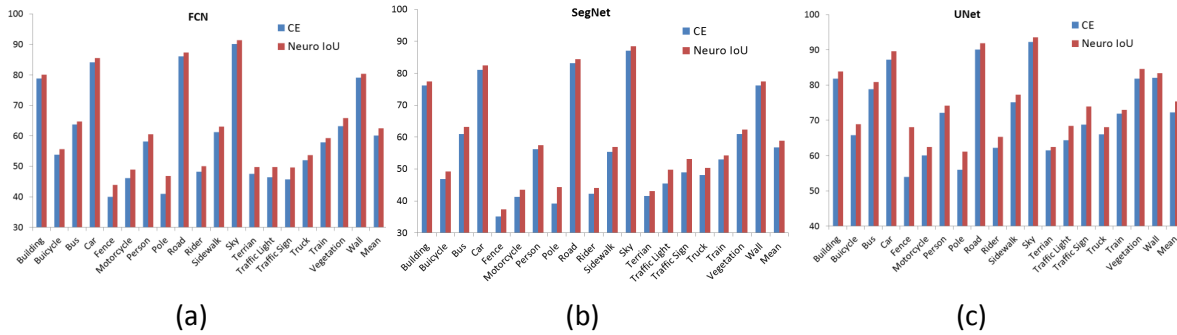 FCN
CE
Neuro IoU
100
90
80
70
60
50
40
30
Building
Buicycle
Bus
Car
Fence
Motorcycle
Person
Pole
Road
Rider
Sidewalk
Sky
Terrian
Traffic Light
Traffic Sign
Truck
Train
Vegetation
Wall
Mean
(a)
SegNet
CE
Neuro IoU
100
90
80
70
60
50
40
30
Building
Buicycle
Bus
Car
Fence
Motorcycle
Person
Pole
Road
Rider
Sidewalk
Sky
Terrian
Traffic Light
Traffic Sign
Truck
Train
Vegetation
Wall
Mean
(b)
UNet
CE
Neuro IoU
100
90
80
70
60
50
40
Building
Buicycle
Bus
Car
Fence
Motorcycle
Person
Pole
Road
Rider
Sidewalk
Sky
Terrian
Traffic Light
Traffic Sign
Truck
Train
Vegetation
Wall
Mean
(c)